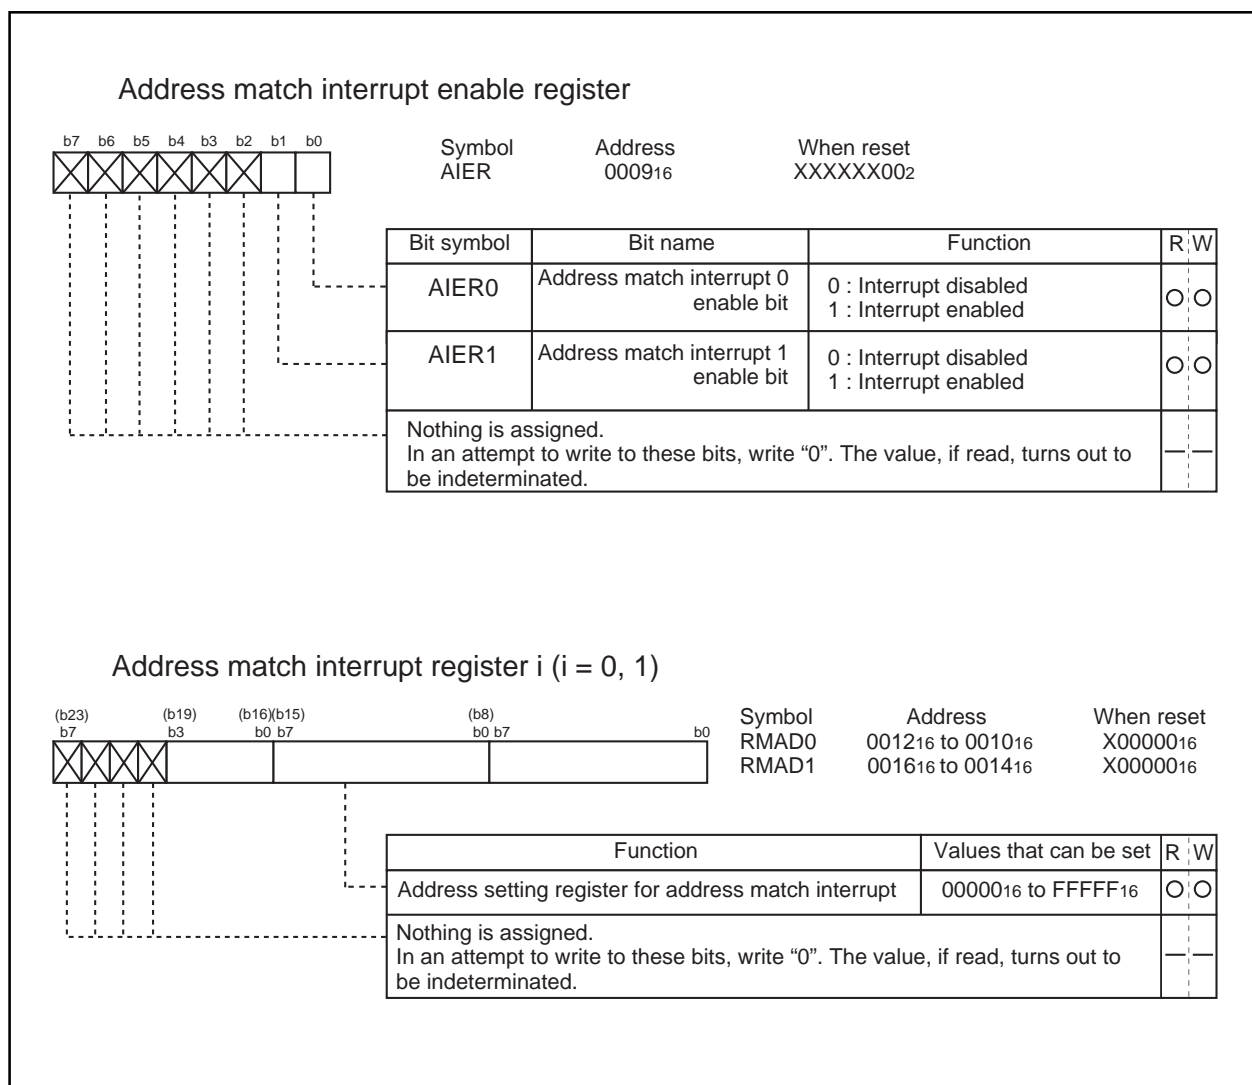 Address match interrupt enable register
b7 b6 b5 b4 b3 b2 b1 b0
Symbol Address When reset
AIER 000916 XXXXXX002
Bit symbol Bit name Function R W
AIER0 Address match interrupt 0 enable bit 0 : Interrupt disabled
1 : Interrupt enabled
AIER1 Address match interrupt 1 enable bit 0 : Interrupt disabled
1 : Interrupt enabled
Nothing is assigned.
In an attempt to write to these bits, write “0”. The value, if read, turns out to
be indeterminated.
Address match interrupt register i (i = 0, 1)
(b23) (b19) (b16)(b15) (b8)
b7 b3 b0 b7 b0 b7 b0
Symbol Address When reset
RMAD0 001216 to 001016 X0000016
RMAD1 001616 to 001416 X0000016
Function Values that can be set R W
Address setting register for address match interrupt 0000016 to FFFFF16
Nothing is assigned.
In an attempt to write to these bits, write “0”. The value, if read, turns out to
be indeterminated.